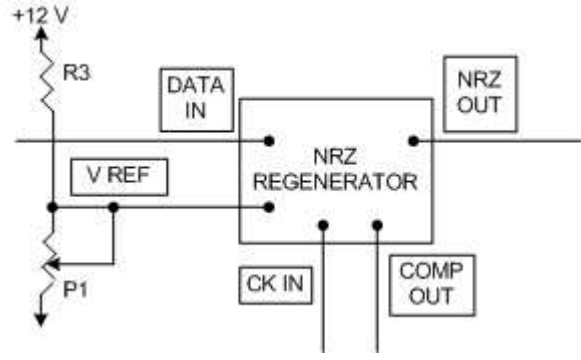 +12 V
R3
DATA
IN
NRZ
OUT
NRZ
REGENERATOR
V REF
P1
CK IN
COMP
OUT